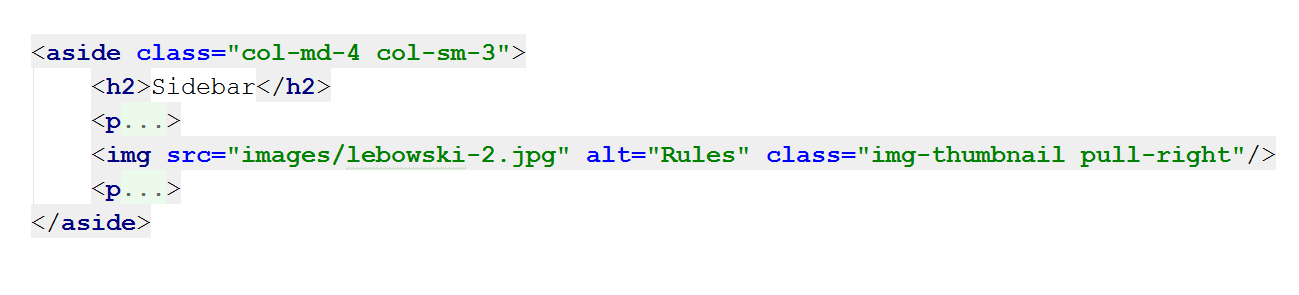 <aside class="col-md-4 col-sm-3">
<h2>Sidebar</h2>
<p...>
<img src="images/lebowski-2.jpg" alt="Rules" class="img-thumbnail pull-right"/>
<p...>
</aside>